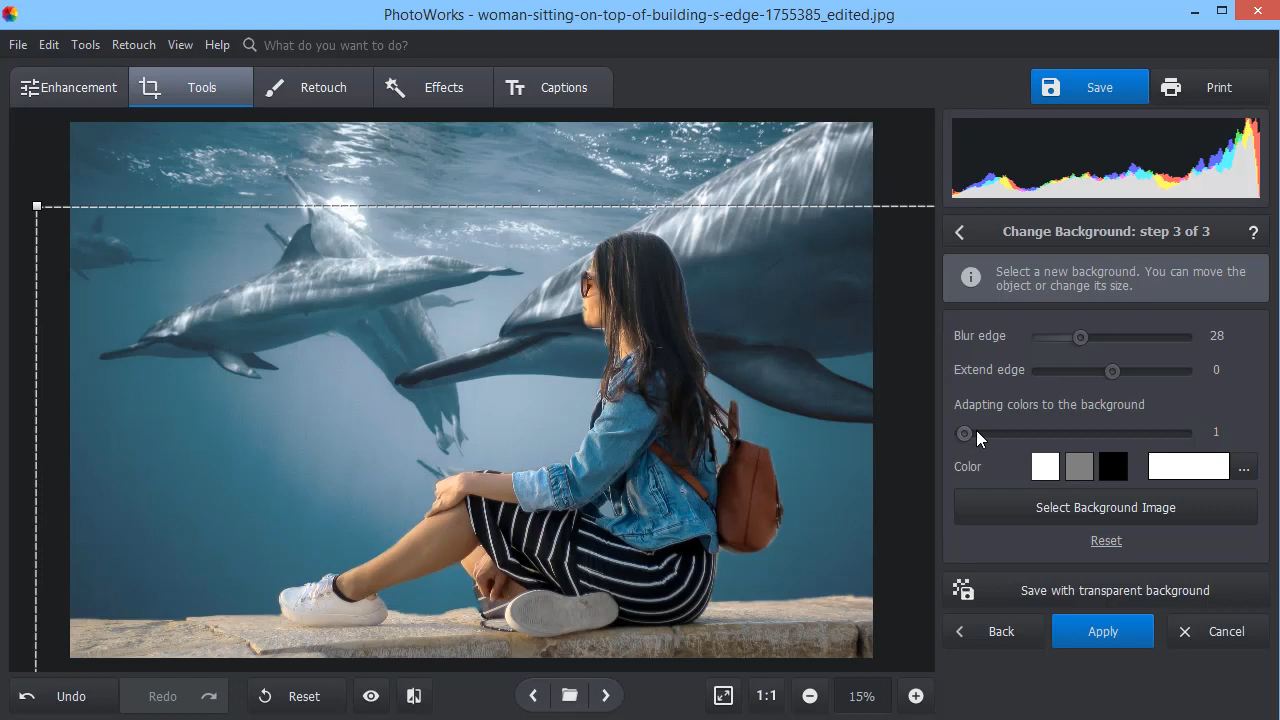 PhotoWorks - woman-sitting-on-top-of-building-s-edge-1755385_edited.jpg
File Edit Tools Retouch View Help What do you want to do?
Enhancement Tools Retouch Effects Captions Save Print
Change Background: step 3 of 3 ?
Select a new background. You can move the
object or change its size.
Blur edge 28
Extend edge 0
Adapting colors to the background
1
Color ...
Select Background Image
Reset
Save with transparent background
Back Apply Cancel
Undo Redo Reset 1:1 15%